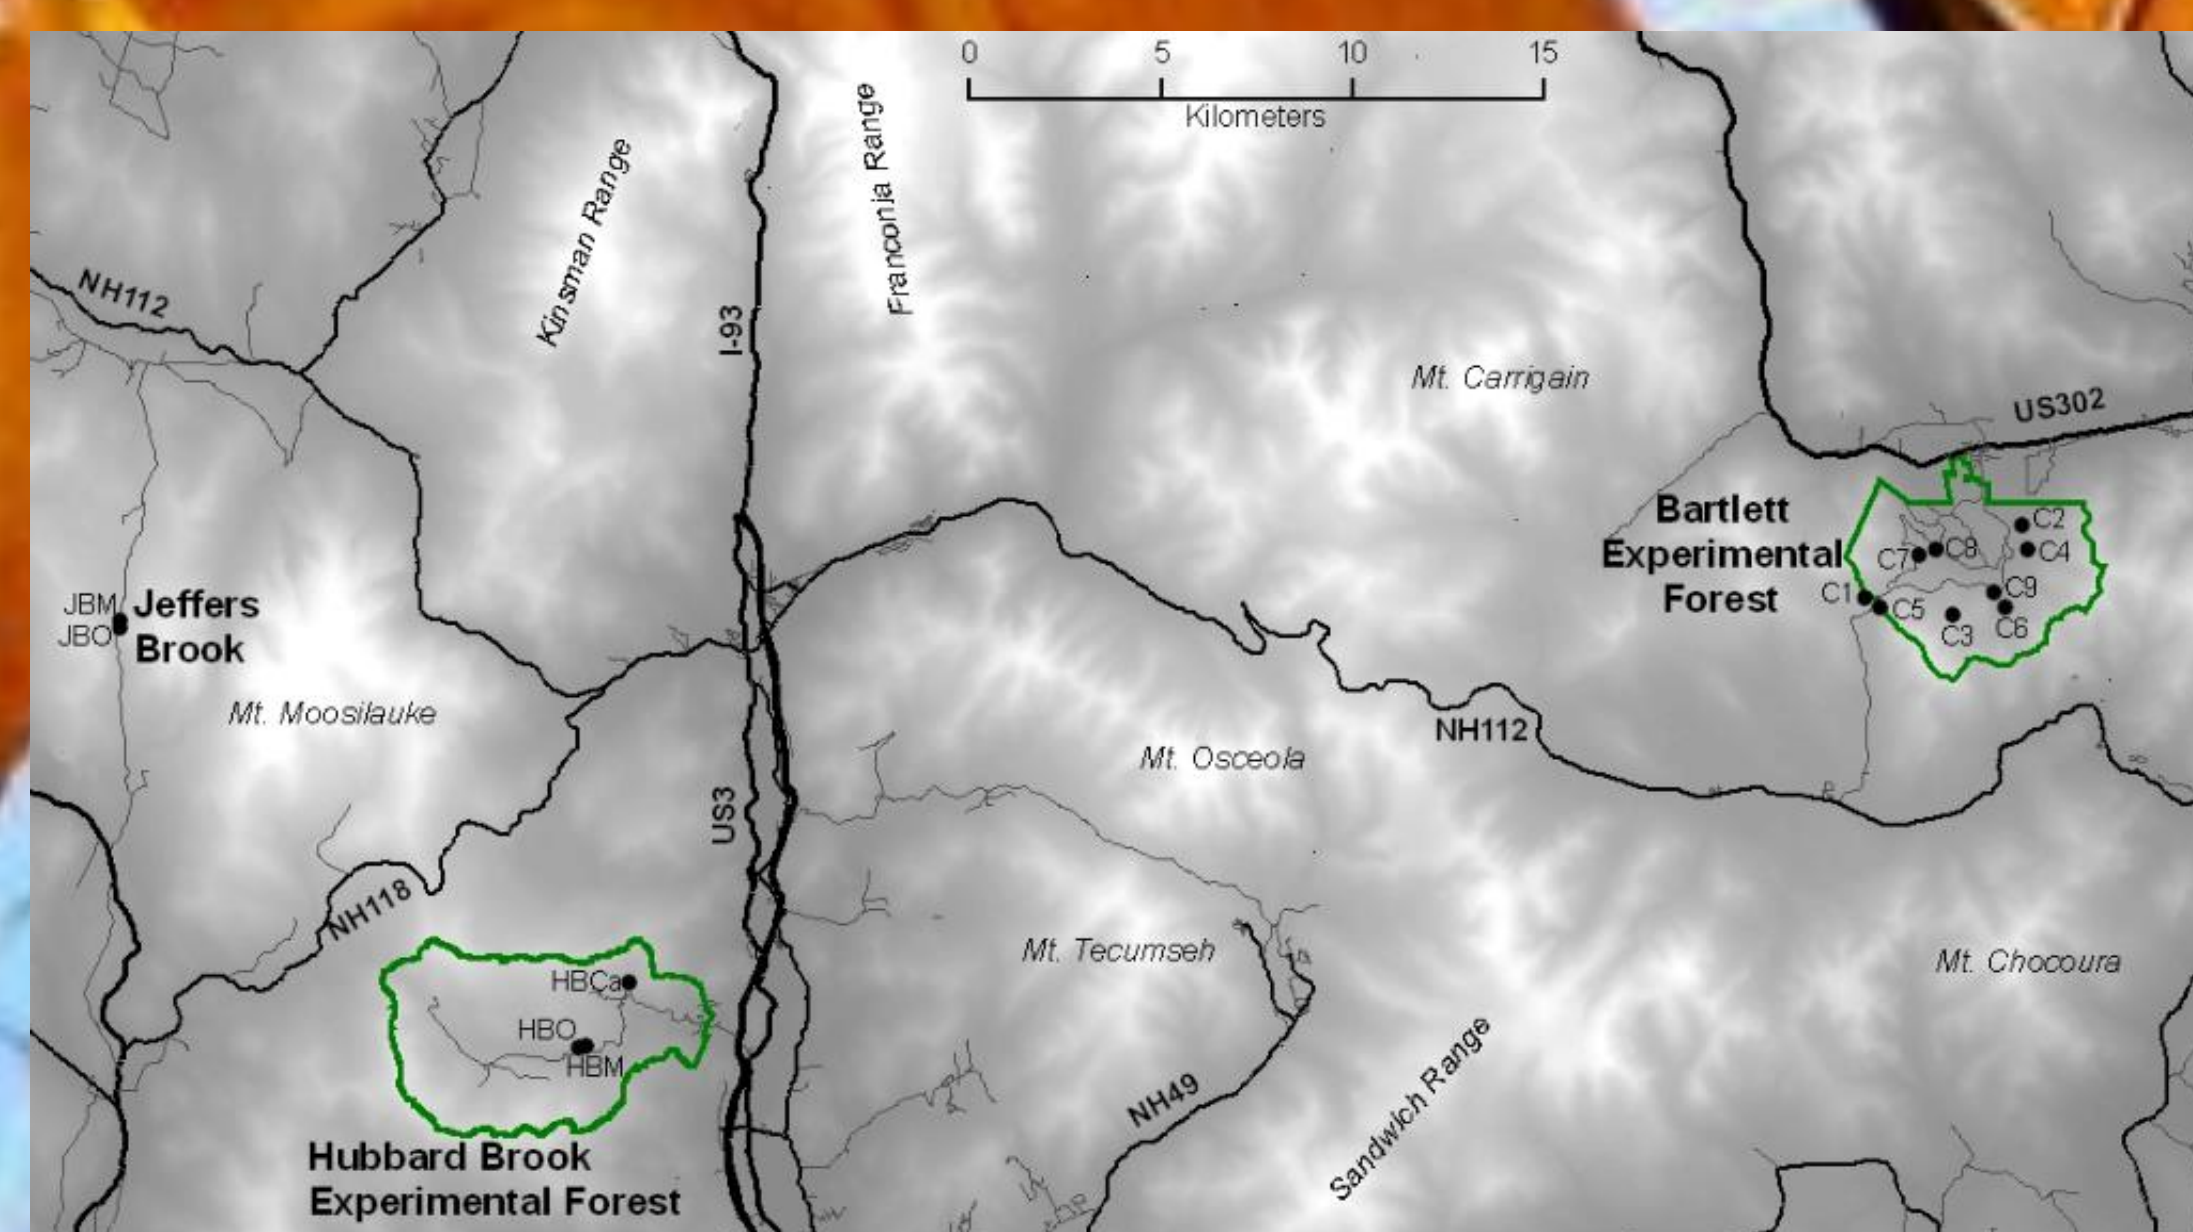 0 5 10 15
Kilometers
Kinsman Range
Franconia Range
NH112
I-93
Mt. Carrigain
US302
Bartlett
Experimental
Forest
C2
C8
C4
C7
C1
C5
C9
C3
C6
JBM
JBO
Jeffers
Brook
Mt. Moosilauke
NH112
Mt. Osceola
US3
NH118
Mt. Tecumseh
Mt. Chocoura
HBCa
HBO
HBM
Sandwich Range
NH49
Hubbard Brook
Experimental Forest